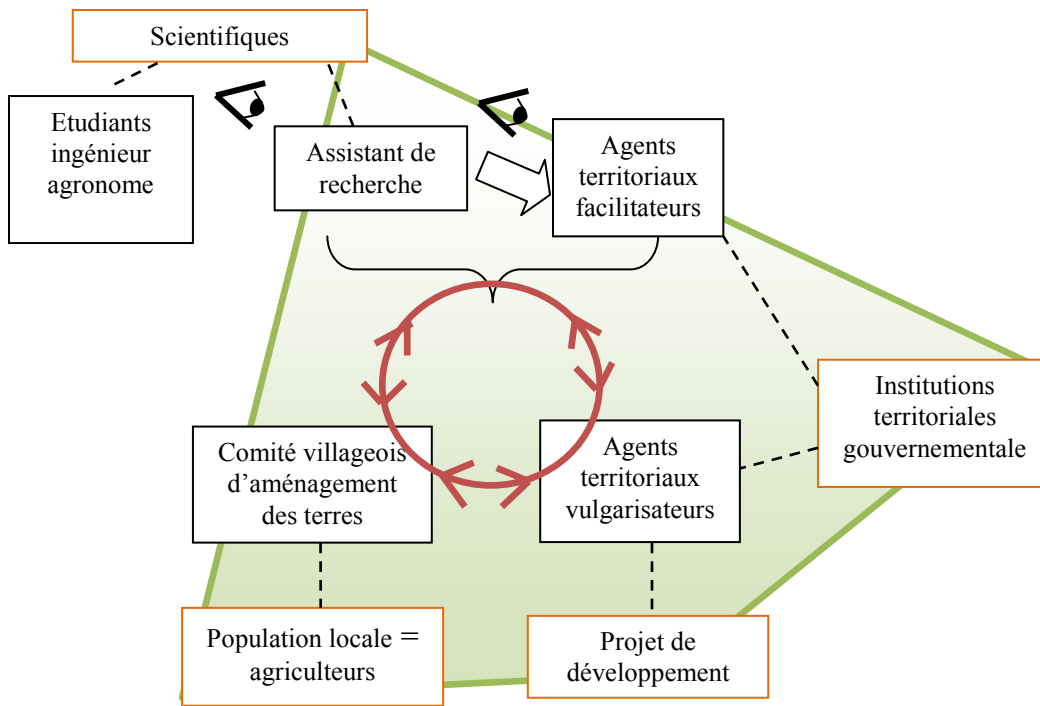 Scientifiques
Etudiants
ingénieur
agronome
Assistant de
recherche
Agents
territoriaux
facilitateurs
Institutions
territoriales
gouvernementale
Comité villageois
d’aménagement
des terres
Agents
territoriaux
vulgarisateurs
Population locale =
agriculteurs
Projet de
développement